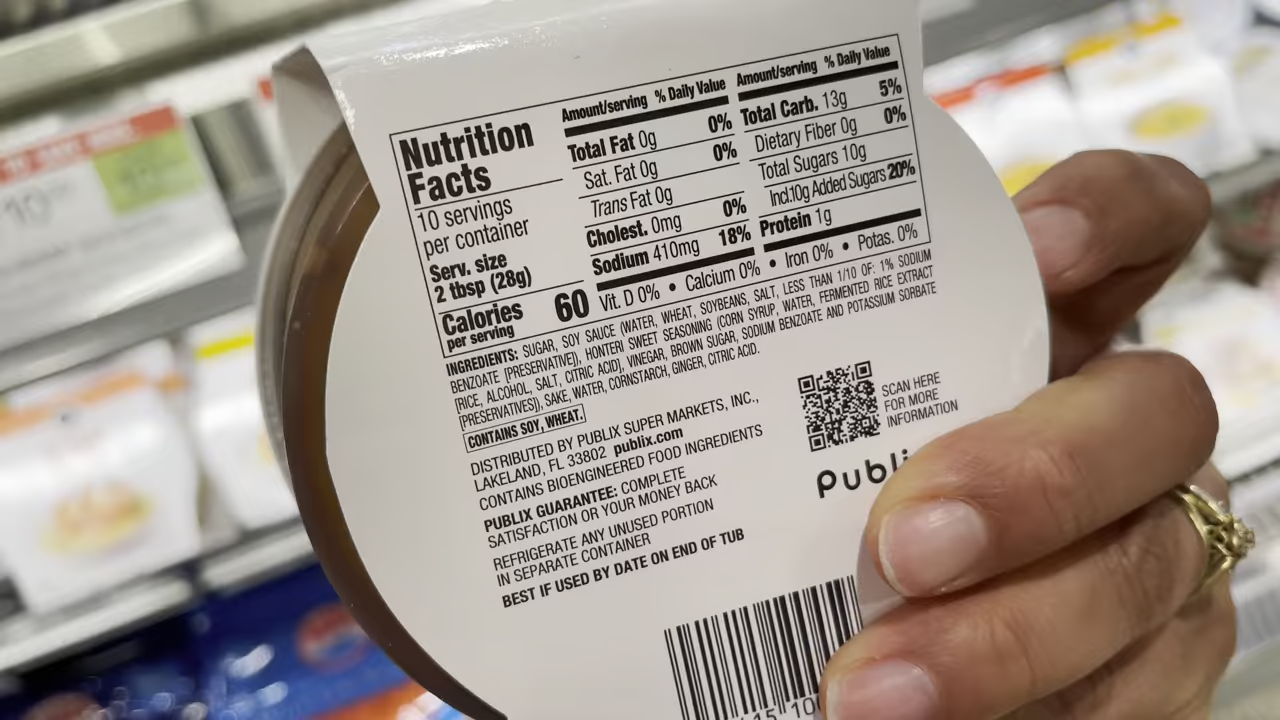 Nutrition
Facts
10 servings
per container
Serv. size
2 tbsp (28g)
Calories 60
per serving
Amount/serving % Daily Value
Total Fat 0g 0%
Sat. Fat 0g 0%
Trans Fat 0g
Cholest. 0mg 0%
Sodium 410mg 18%
Amount/serving % Daily Value
Total Carb. 13g 5%
Dietary Fiber 0g 0%
Total Sugars 10g
Incl.10g Added Sugars 20%
Protein 1g
Vit. D 0% • Calcium 0% • Iron 0% • Potas. 0%
INGREDIENTS: SUGAR, SOY SAUCE (WATER, WHEAT, SOYBEANS, SALT, LESS THAN 1/10 OF: 1% SODIUM
BENZOATE [PRESERVATIVE]), HONTERI SWEET SEASONING (CORN SYRUP, WATER, FERMENTED RICE EXTRACT
[RICE, ALCOHOL, SALT, CITRIC ACID], VINEGAR, BROWN SUGAR, SODIUM BENZOATE AND POTASSIUM SORBATE
[PRESERVATIVES]), SAKE, WATER, CORNSTARCH, GINGER, CITRIC ACID.
CONTAINS SOY, WHEAT.
DISTRIBUTED BY PUBLIX SUPER MARKETS, INC.,
LAKELAND, FL 33802 publix.com
CONTAINS BIOENGINEERED FOOD INGREDIENTS
PUBLIX GUARANTEE: COMPLETE
SATISFACTION OR YOUR MONEY BACK
REFRIGERATE ANY UNUSED PORTION
IN SEPARATE CONTAINER
BEST IF USED BY DATE ON END OF TUB
SCAN HERE
FOR MORE
INFORMATION
Publi
10